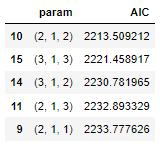 param AIC
10 (2, 1, 2) 2213.509212
15 (3, 1, 3) 2221.458917
14 (3, 1, 2) 2230.781965
11 (2, 1, 3) 2232.893329
9 (2, 1, 1) 2233.777626